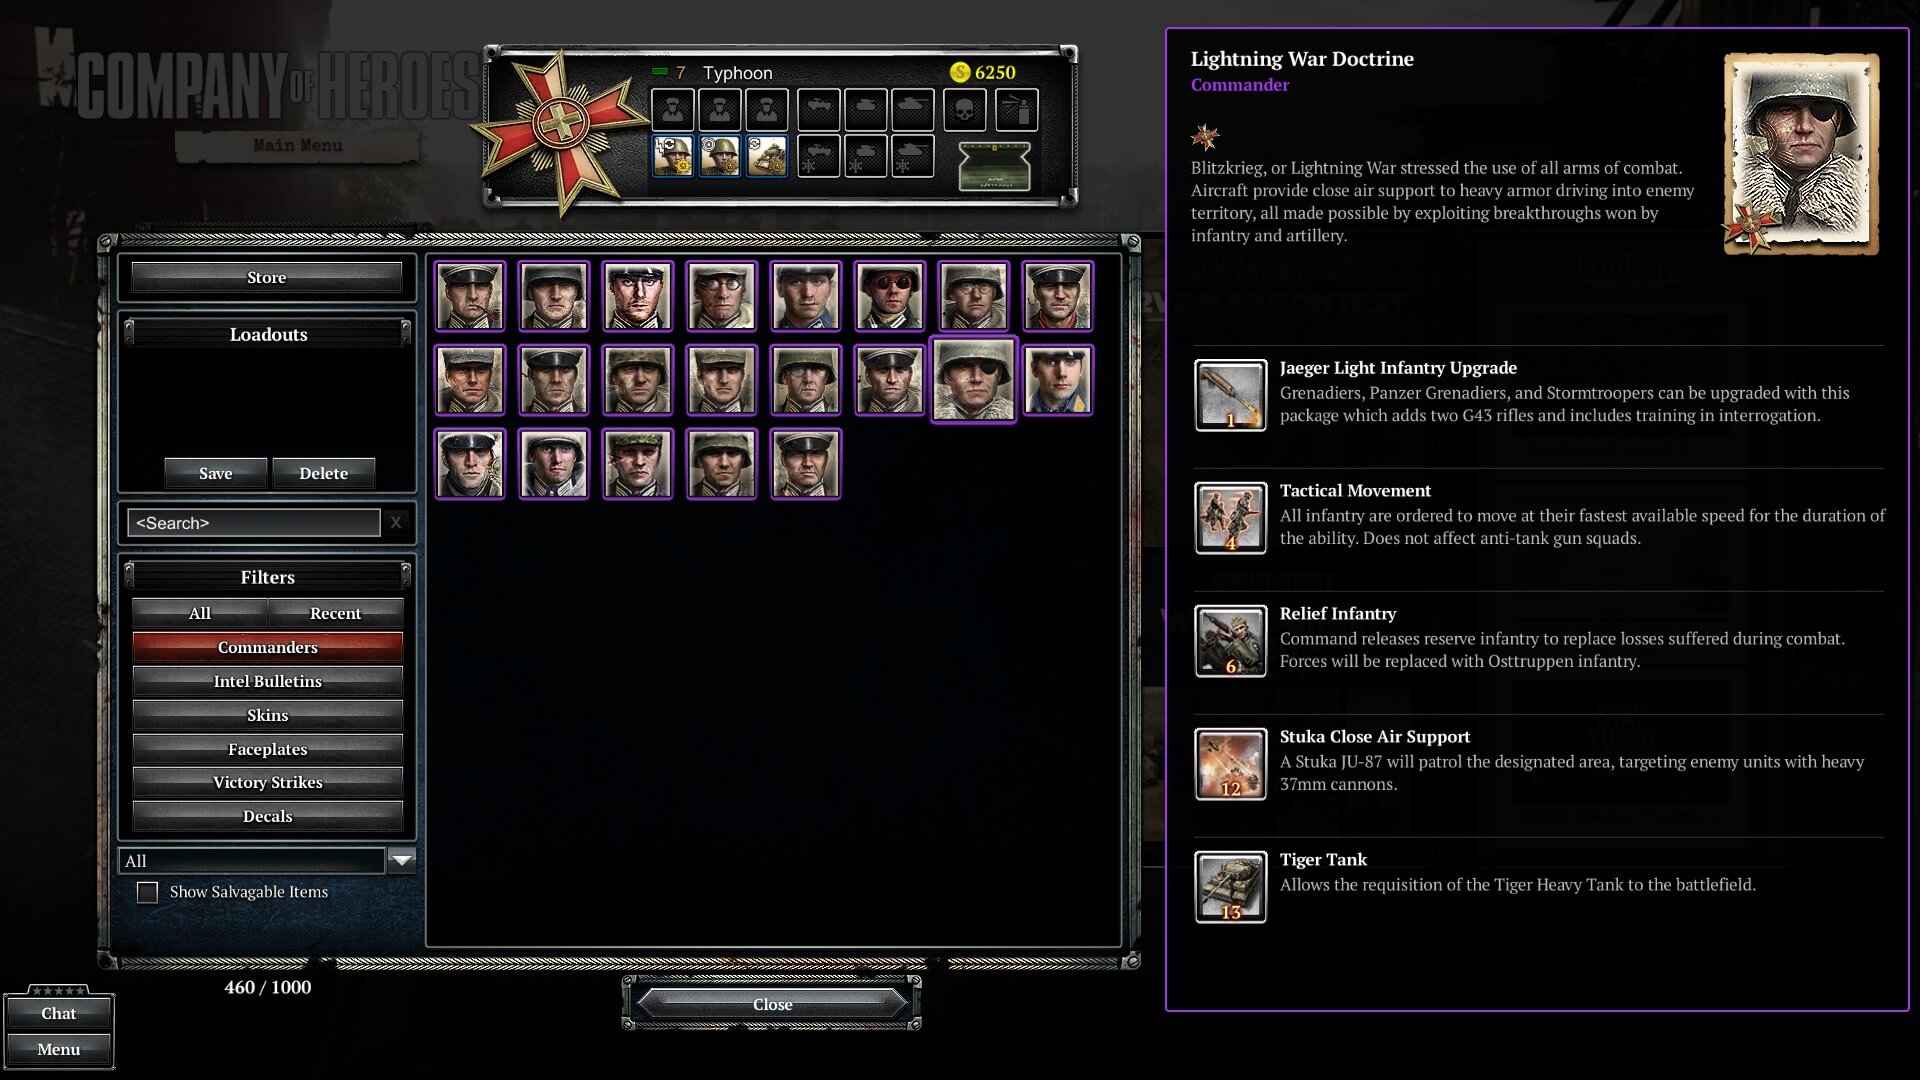 COMPANY OF HEROES
Main Menu
7 Typhoon
6250
Store
Loadouts
Save
Delete
<Search>
X
Filters
All
Recent
Commanders
Intel Bulletins
Skins
Faceplates
Victory Strikes
Decals
All
Show Salvagable Items
460 / 1000
Close
Chat
Menu
Lightning War Doctrine
Commander
Blitzkrieg, or Lightning War stressed the use of all arms of combat.
Aircraft provide close air support to heavy armor driving into enemy
territory, all made possible by exploiting breakthroughs won by
infantry and artillery.
1
Jaeger Light Infantry Upgrade
Grenadiers, Panzer Grenadiers, and Stormtroopers can be upgraded with this
package which adds two G43 rifles and includes training in interrogation.
4
Tactical Movement
All infantry are ordered to move at their fastest available speed for the duration of
the ability. Does not affect anti-tank gun squads.
6
Relief Infantry
Command releases reserve infantry to replace losses suffered during combat.
Forces will be replaced with Osttruppen infantry.
12
Stuka Close Air Support
A Stuka JU-87 will patrol the designated area, targeting enemy units with heavy
37mm cannons.
13
Tiger Tank
Allows the requisition of the Tiger Heavy Tank to the battlefield.